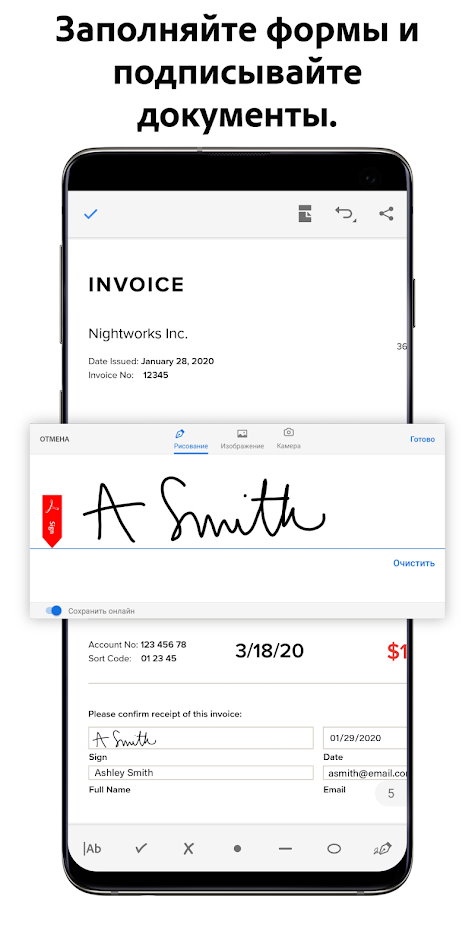 Заполняйте формы и
подписывайте
документы.
INVOICE
Nightworks Inc.
36
Date Issued: January 28, 2020
Invoice No: 12345
ОТМЕНА
Рисование
Изображение
Камера
Готово
Sign
A Smith
Очистить
Сохранить онлайн
Account No: 123 456 78
Sort Code: 01 23 45
3/18/20
$1
Please confirm receipt of this invoice:
A Smith
01/29/2020
Sign
Date
Ashley Smith
asmith@email.co
Full Name
Email
5
Ab